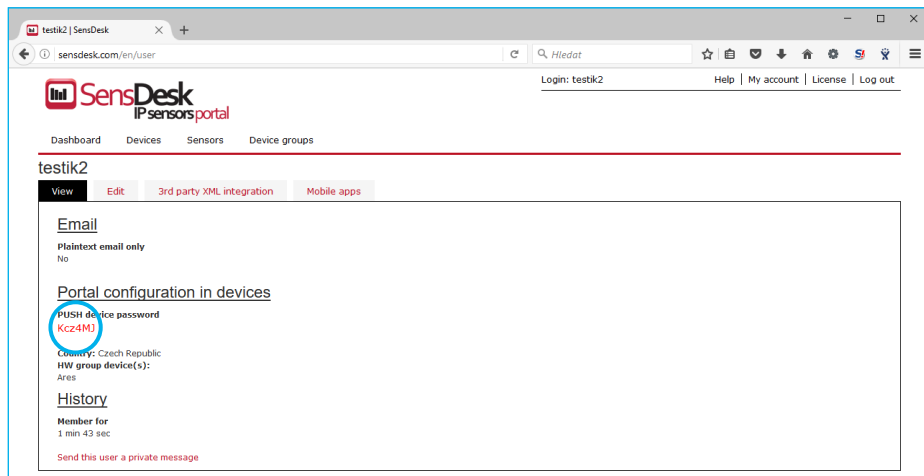 testik2 | SensDesk
sensdesk.com/en/user
Hledat
Login: testik2
Help | My account | License | Log out
SensDesk
IP sensors portal
Dashboard Devices Sensors Device groups
testik2
View Edit 3rd party XML integration Mobile apps
Email
Plaintext email only
No
Portal configuration in devices
PUSH device password
Kcz4MJ
Country: Czech Republic
HW group device(s):
Ares
History
Member for
1 min 43 sec
Send this user a private message